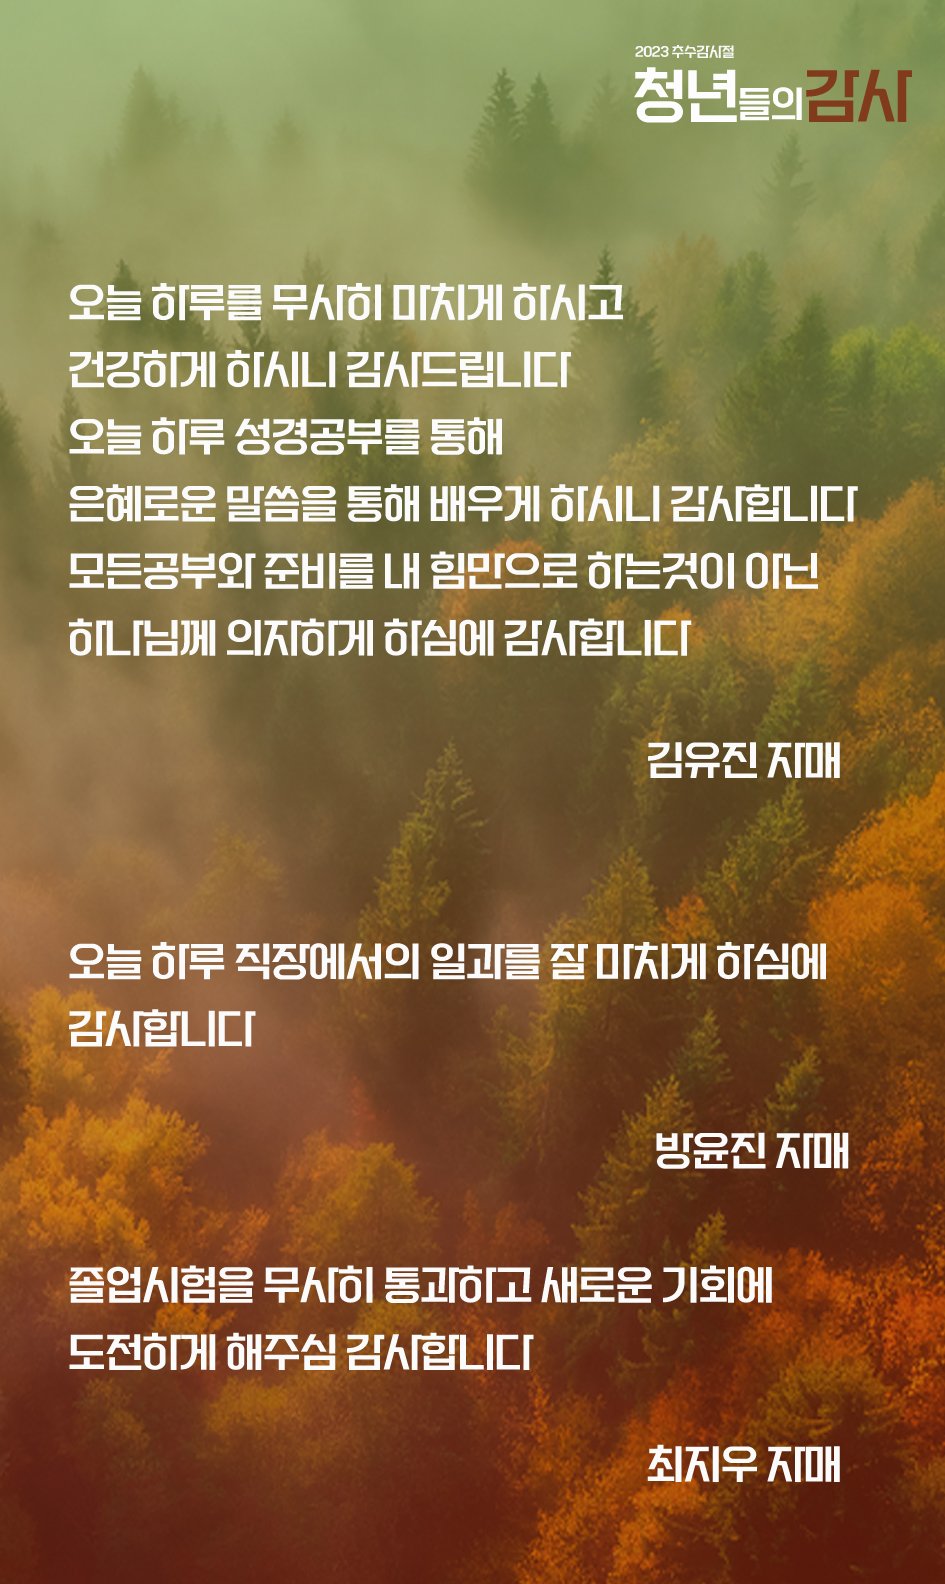 2023 추수감사절
청년들의감사
오늘 하루를 무사히 마치게 하시고
건강하게 하시니 감사드립니다
오늘 하루 성경공부를 통해
은혜로운 말씀을 통해 배우게 하시니 감사합니다
모든공부와 준비를 내 힘만으로 하는것이 아닌
하나님께 의지하게 하심에 감사합니다
김유진 자매
오늘 하루 직장에서의 일과를 잘 마치게 하심에
감사합니다
방윤진 자매
졸업시험을 무사히 통과하고 새로운 기회에
도전하게 해주심 감사합니다
최지우 자매